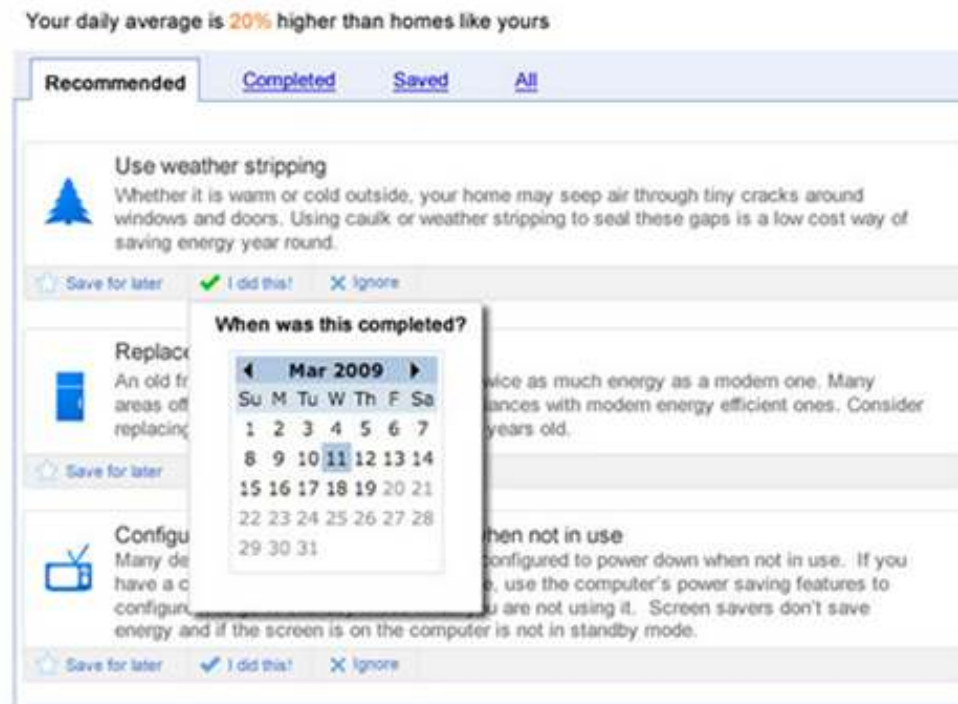 Your daily average is 20% higher than homes like yours
Recommended Completed Saved All
Use weather stripping
Whether it is warm or cold outside, your home may seep air through tiny cracks around
windows and doors. Using caulk or weather stripping to seal these gaps is a low cost way of
saving energy year round.
Save for later I did this! Ignore
When was this completed?
Mar 2009
Su M Tu W Th F Sa
1 2 3 4 5 6 7
8 9 10 11 12 13 14
15 16 17 18 19 20 21
22 23 24 25 26 27 28
29 30 31
Replace
An old fr wice as much energy as a modern one. Many
areas off ances with modern energy efficient ones. Consider
replacing years old.
Save for later
Configu hen not in use
Many de onfigured to power down when not in use. If you
have a c , use the computer's power saving features to
configur u are not using it. Screen savers don't save
energy and if the screen is on the computer is not in standby mode.
Save for later I did this! Ignore